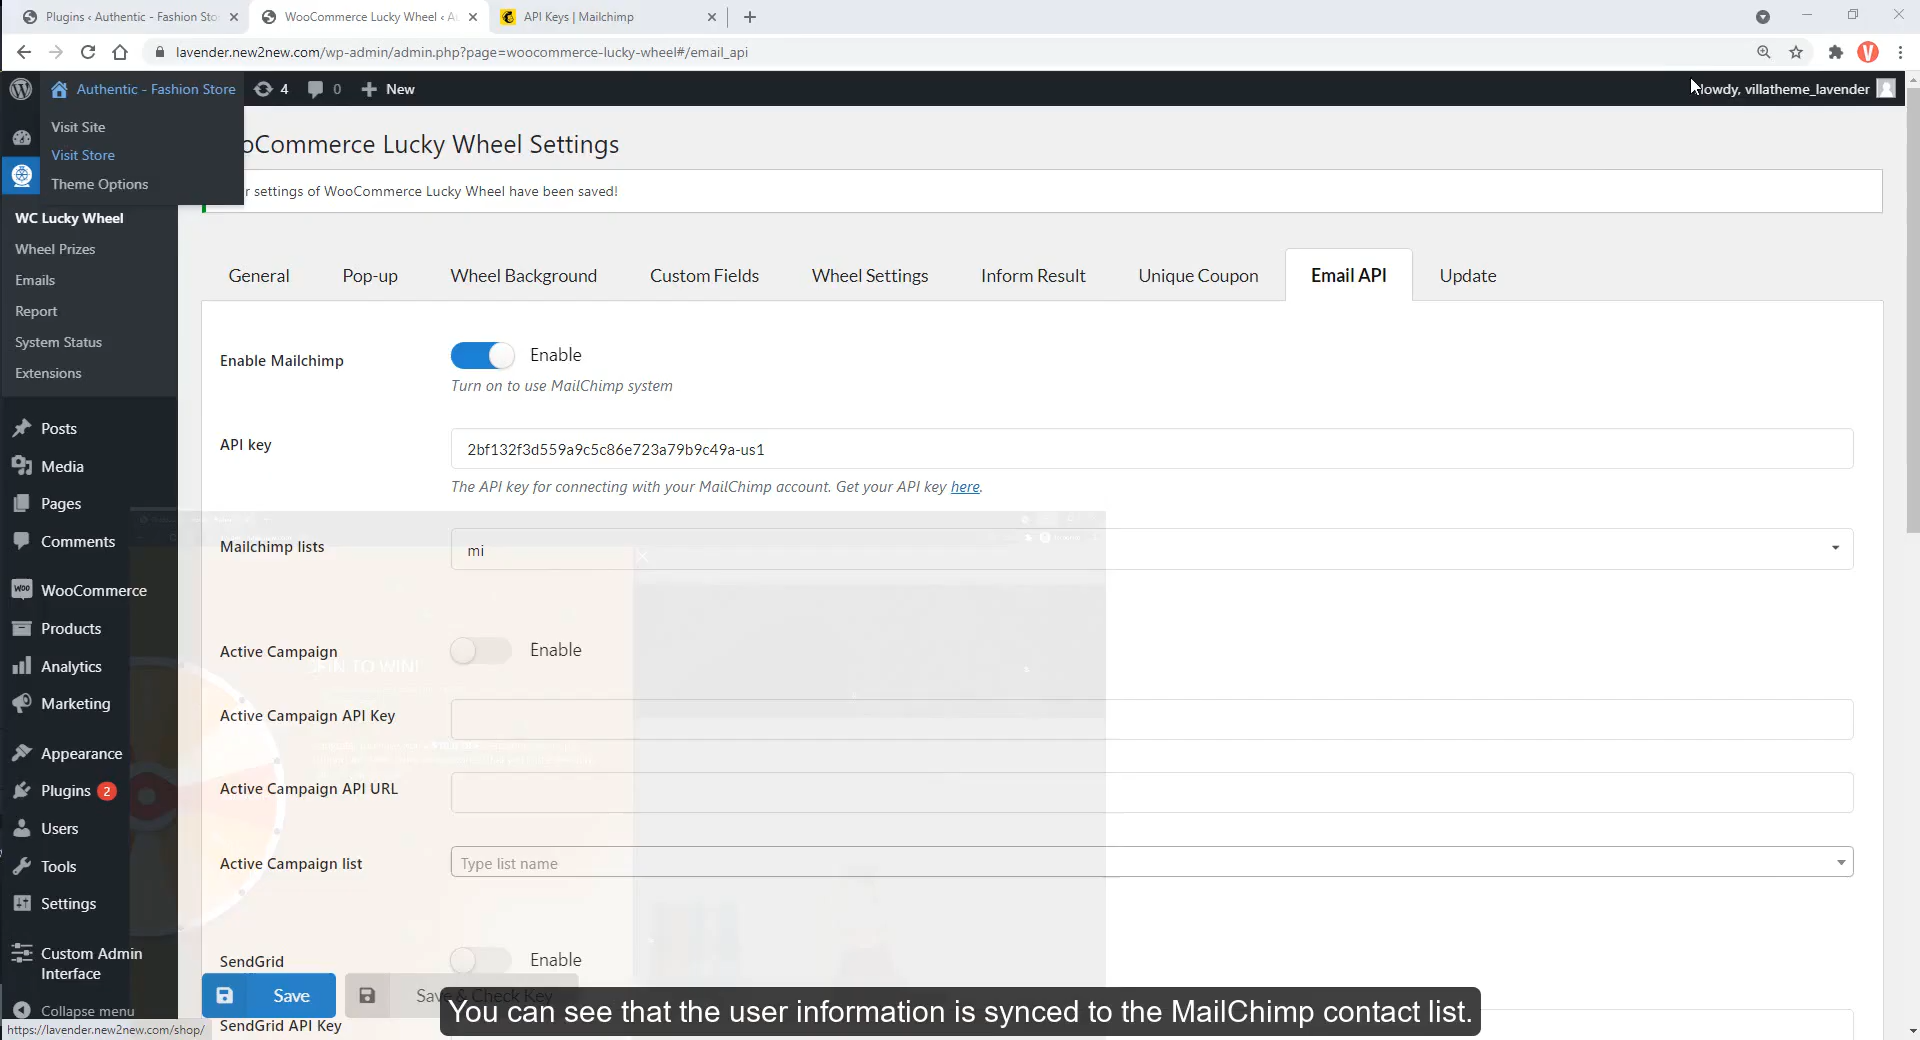 Plugins ‹ Authentic - Fashion Sto
WooCommerce Lucky Wheel ‹ Au
API Keys | Mailchimp
lavender.new2new.com/wp-admin/admin.php?page=woocommerce-lucky-wheel#/email_api
Authentic - Fashion Store
4
0
New
owdy, villatheme_lavender
Visit Site
Visit Store
Theme Options
oCommerce Lucky Wheel Settings
r settings of WooCommerce Lucky Wheel have been saved!
WC Lucky Wheel
Wheel Prizes
Emails
Report
System Status
Extensions
Posts
Media
Pages
Comments
WooCommerce
Products
Analytics
Marketing
Appearance
Plugins 2
Users
Tools
Settings
Custom Admin
Interface
Collapse menu
https://lavender.new2new.com/shop/
General
Pop-up
Wheel Background
Custom Fields
Wheel Settings
Inform Result
Unique Coupon
Email API
Update
Enable Mailchimp
Enable
Turn on to use MailChimp system
API key
2bf132f3d559a9c5c86e723a79b9c49a-us1
The API key for connecting with your MailChimp account. Get your API key here.
Mailchimp lists
mi
Active Campaign
Enable
TO WIN!
Active Campaign API Key
Active Campaign API URL
Active Campaign list
Type list name
SendGrid
Enable
Save
Save & Check Key
SendGrid API Key
You can see that the user information is synced to the MailChimp contact list.